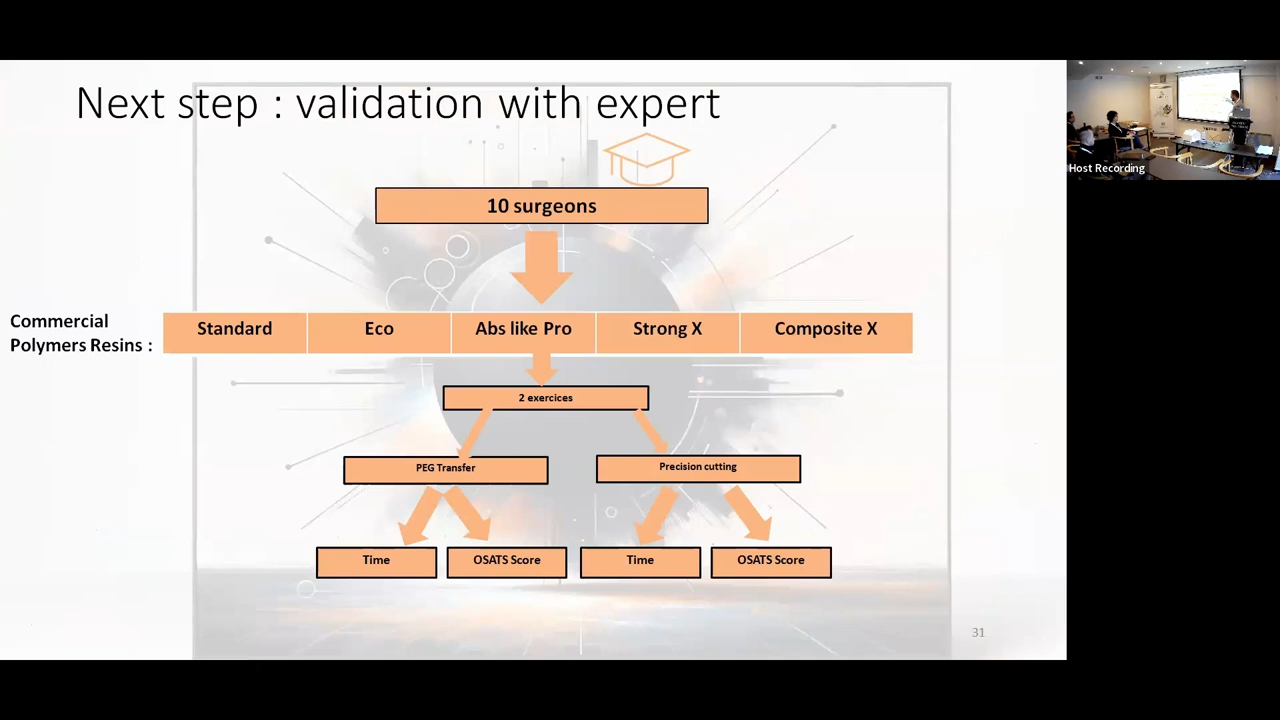 Next step : validation with expert
Host Recording
10 surgeons
Commercial
Polymers Resins :
Standard
Eco
Abs like Pro
Strong X
Composite X
2 exercices
PEG Transfer
Precision cutting
Time
OSATS Score
Time
OSATS Score
31